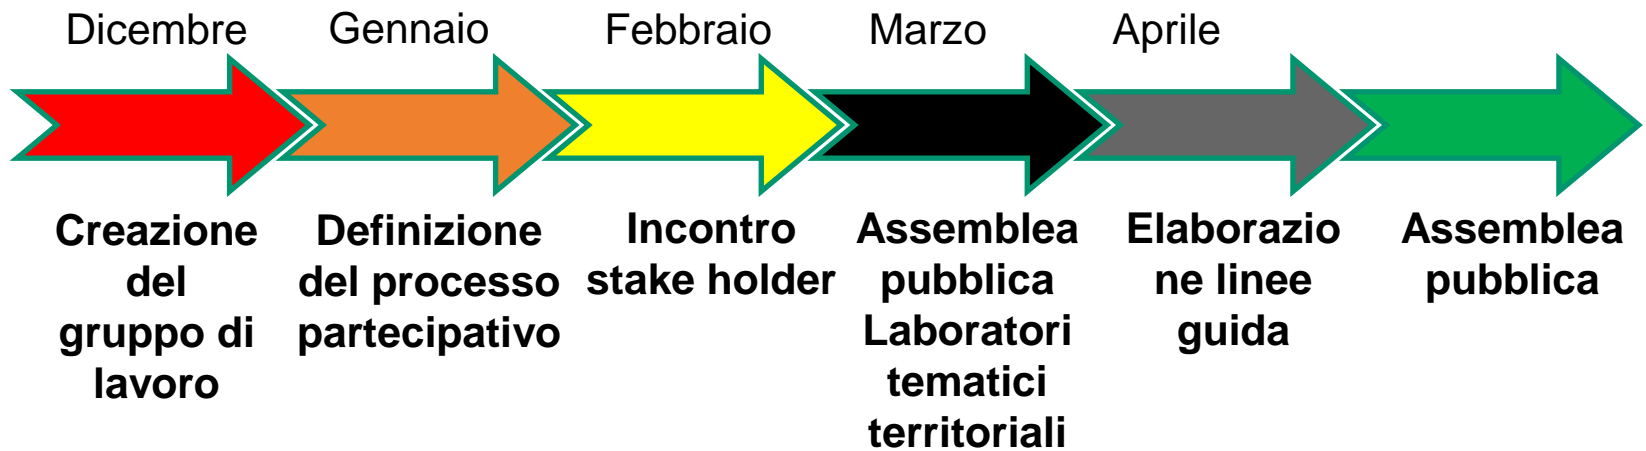 Dicembre
Gennaio
Febbraio
Marzo
Aprile
Creazione
del
gruppo di
lavoro
Definizione
del processo
partecipativo
Incontro
stake holder
Assemblea
pubblica
Laboratori
tematici
territoriali
Elaborazio
ne linee
guida
Assemblea
pubblica